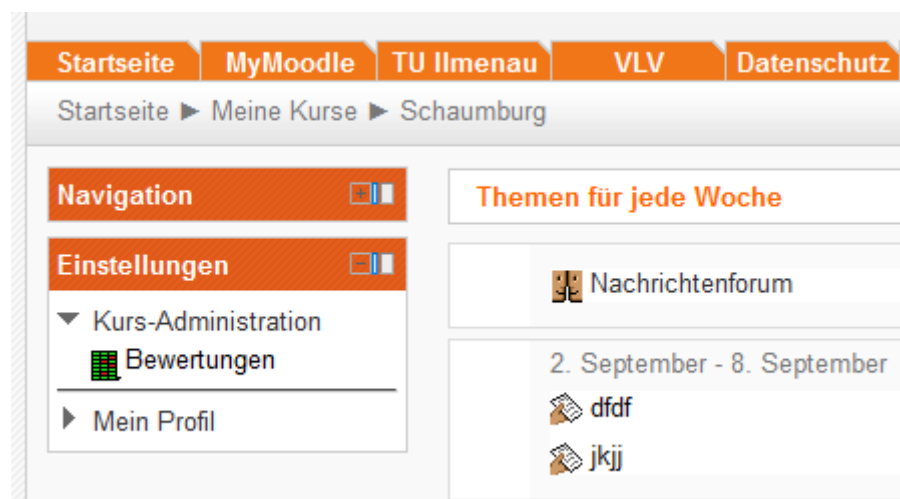 Startseite MyMoodle TU Ilmenau VLV Datenschutz
Startseite ► Meine Kurse ► Schaumburg
Navigation
Einstellungen
Kurs-Administration
Bewertungen
Mein Profil
Themen für jede Woche
Nachrichtenforum
2. September - 8. September
dfdf
jkjj